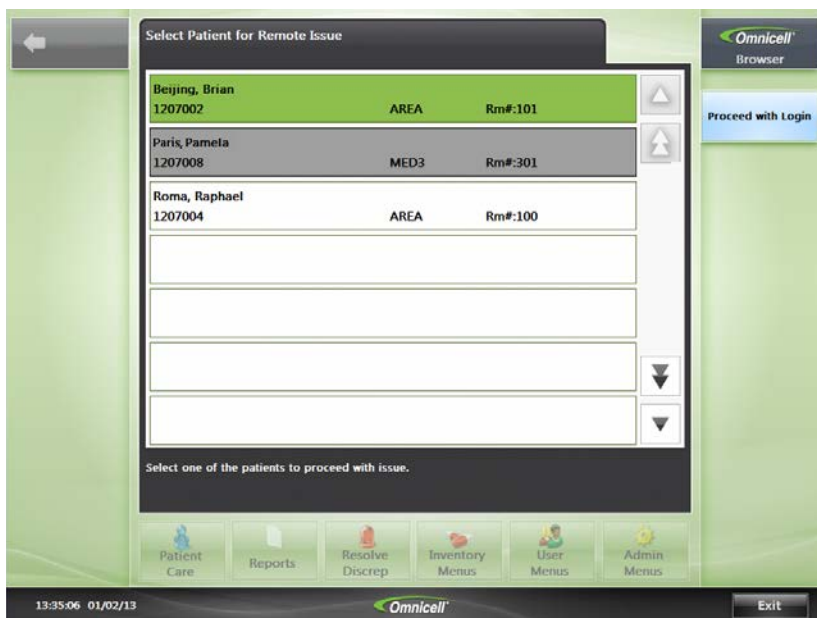 Select Patient for Remote Issue
Omnicell
Browser
Beijing, Brian
1207002 AREA Rm#:101
Proceed with Login
Paris, Pamela
1207008 MED3 Rm#:301
Roma, Raphael
1207004 AREA Rm#:100
Select one of the patients to proceed with issue.
Patient Care
Reports
Resolve Discrep
Inventory Menus
User Menus
Admin Menus
13:35:06 01/02/13
Omnicell
Exit